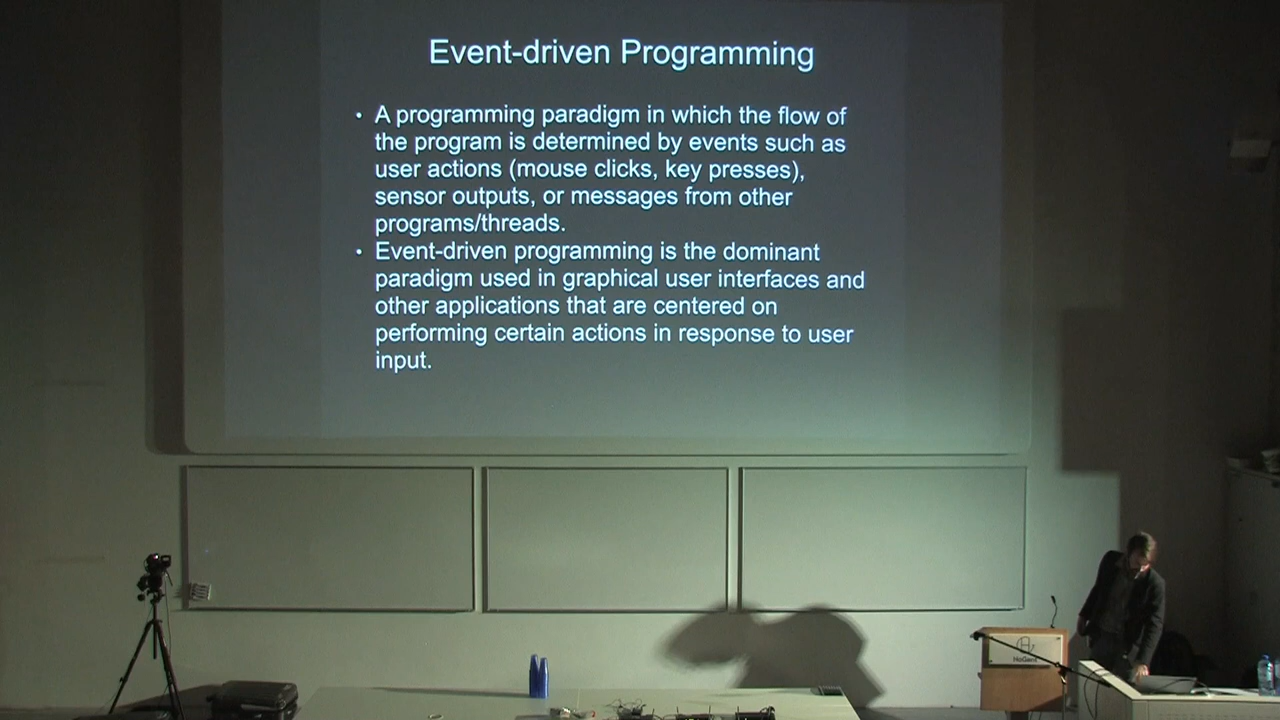 Event-driven Programming
• A programming paradigm in which the flow of
the program is determined by events such as
user actions (mouse clicks, key presses),
sensor outputs, or messages from other
programs/threads.
• Event-driven programming is the dominant
paradigm used in graphical user interfaces and
other applications that are centered on
performing certain actions in response to user
input.
HoGent